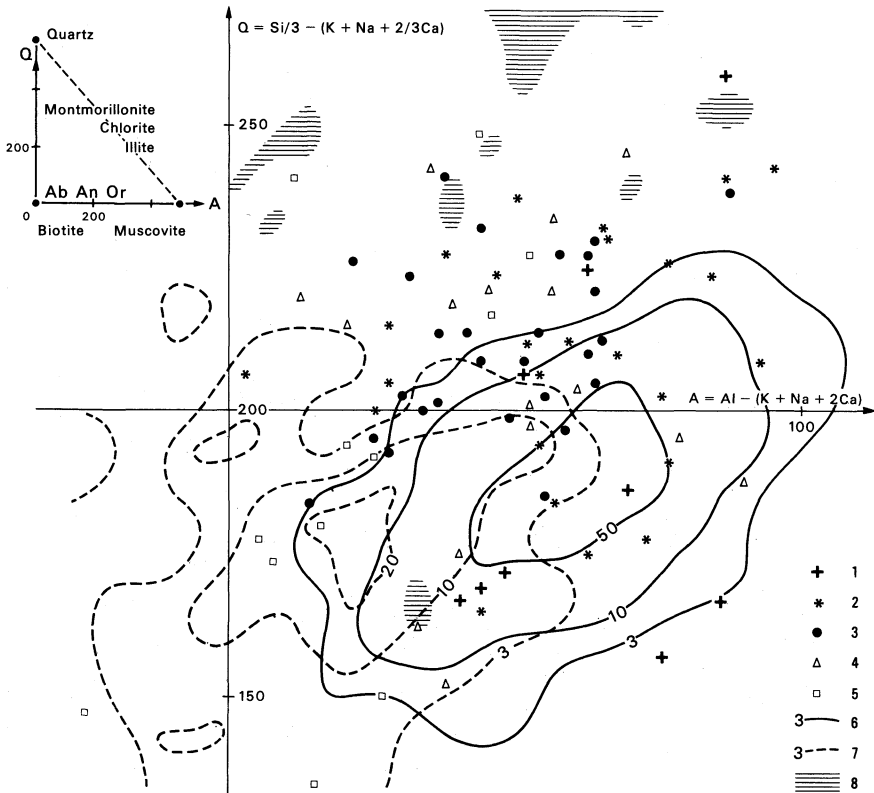 Quartz
Q
Montmorillonite
Chlorite
Illite
200
Ab An Or
A
0
200
Biotite
Muscovite
Q = Si/3 – (K + Na + 2/3Ca)
250
200
A = Al – (K + Na + 2Ca)
100
50
20
10
10
3
3
150
1
2
3
4
5
3 6
3 7
8